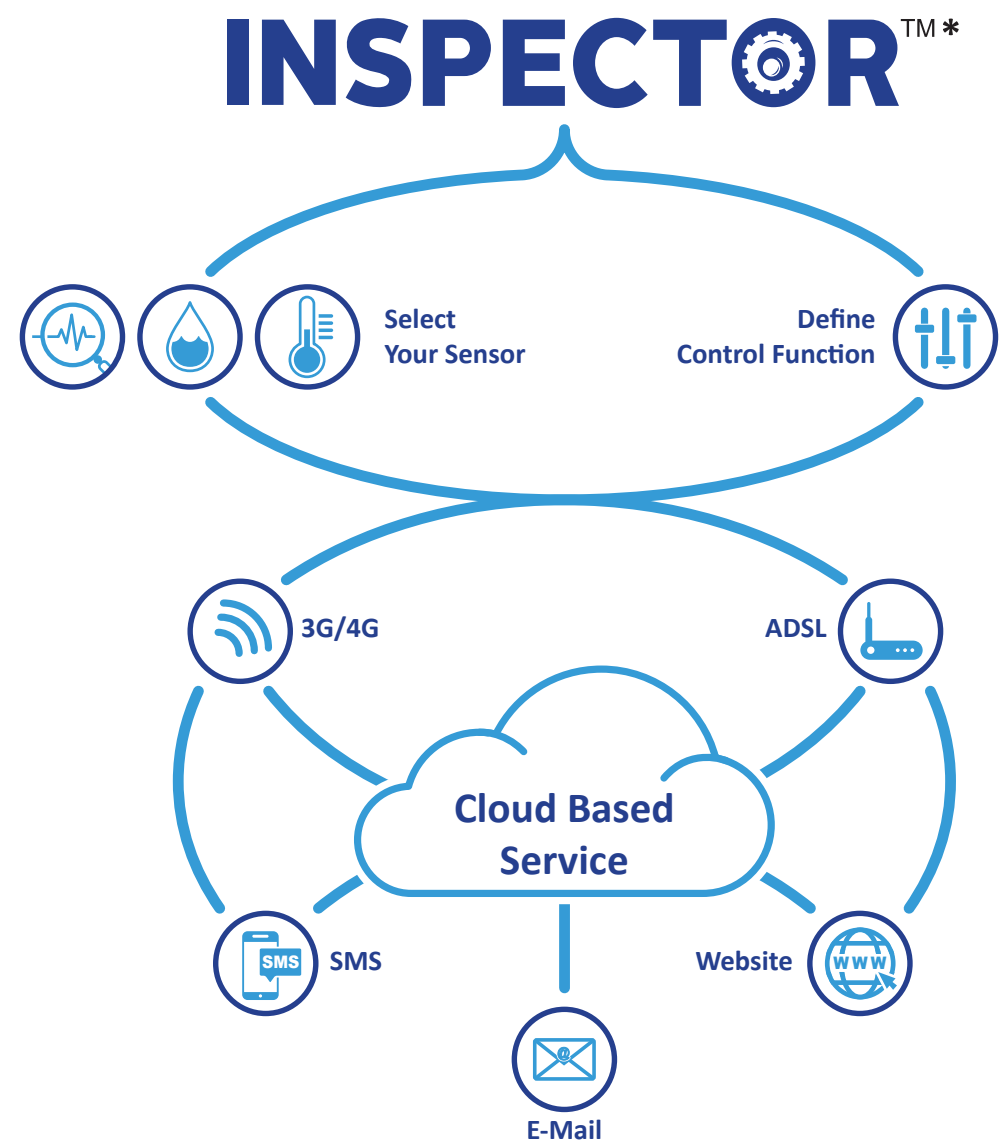 INSPECTOR™*
Select
Your Sensor
Define
Control Function
3G/4G
ADSL
Cloud Based
Service
SMS
SMS
Website
WWW
@
E-Mail